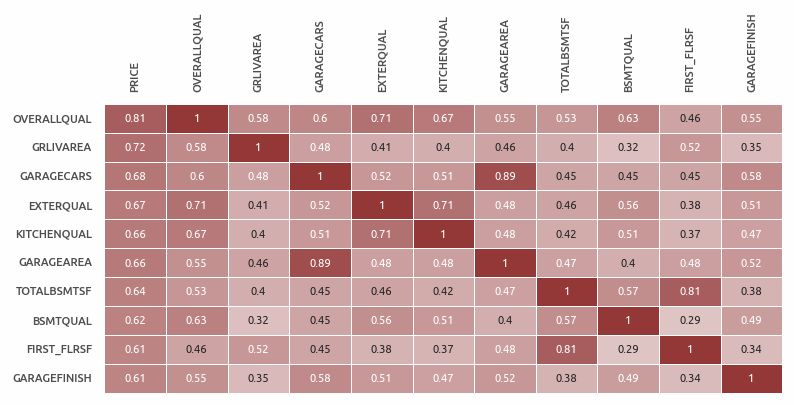 PRICE OVERALLQUAL GRLIVAREA GARAGECARS EXTERQUAL KITCHENQUAL GARAGEAREA TOTALBSMTSF BSMTQUAL FIRST_FLRSF GARAGEFINISH
OVERALLQUAL 0.81 1 0.58 0.6 0.71 0.67 0.55 0.53 0.63 0.46 0.55
GRLIVAREA 0.72 0.58 1 0.48 0.41 0.4 0.46 0.4 0.32 0.52 0.35
GARAGECARS 0.68 0.6 0.48 1 0.52 0.51 0.89 0.45 0.45 0.45 0.58
EXTERQUAL 0.67 0.71 0.41 0.52 1 0.71 0.48 0.46 0.56 0.38 0.51
KITCHENQUAL 0.66 0.67 0.4 0.51 0.71 1 0.48 0.42 0.51 0.37 0.47
GARAGEAREA 0.66 0.55 0.46 0.89 0.48 0.48 1 0.47 0.4 0.48 0.52
TOTALBSMTSF 0.64 0.53 0.4 0.45 0.46 0.42 0.47 1 0.57 0.81 0.38
BSMTQUAL 0.62 0.63 0.32 0.45 0.56 0.51 0.4 0.57 1 0.29 0.49
FIRST_FLRSF 0.61 0.46 0.52 0.45 0.38 0.37 0.48 0.81 0.29 1 0.34
GARAGEFINISH 0.61 0.55 0.35 0.58 0.51 0.47 0.52 0.38 0.49 0.34 1